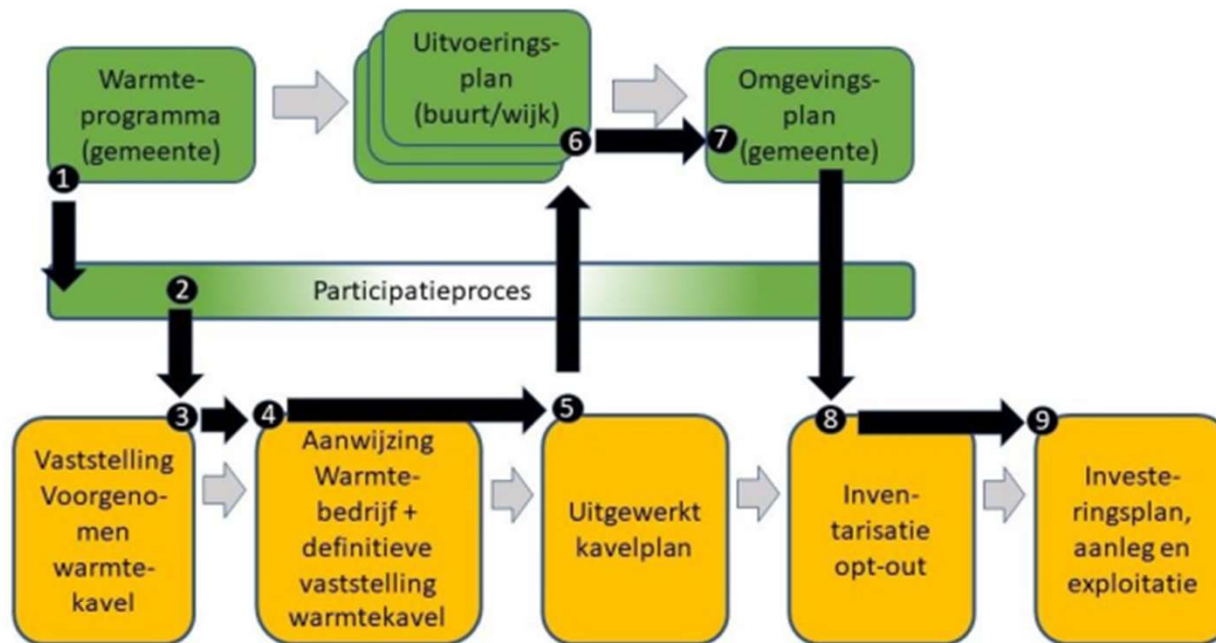 Warmte-
programma
(gemeente)
1
Uitvoerings-
plan
(buurt/wijk)
6
Omgevings-
plan
(gemeente)
7
2
Participatieproces
3
Vaststelling
Voorgeno-
men
warmte-
kavel
4
Aanwijzing
Warmte-
bedrijf +
definitieve
vaststelling
warmtekavel
5
Uitgewerkt
kavelplan
8
Inven-
tarisatie
opt-out
9
Investe-
ringsplan,
aanleg en
exploitatie